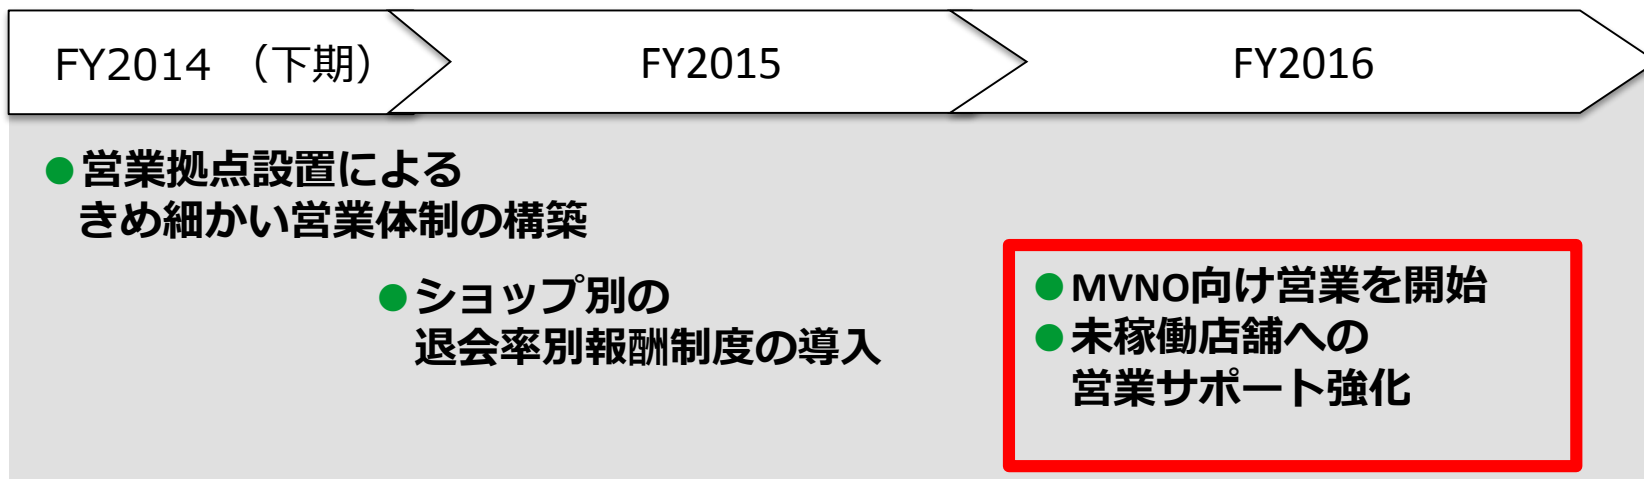 FY2014 （下期）
FY2015
FY2016
●営業拠点設置による
きめ細かい営業体制の構築
●ショップ別の
退会率別報酬制度の導入
●MVNO向け営業を開始
●未稼働店舗への
営業サポート強化